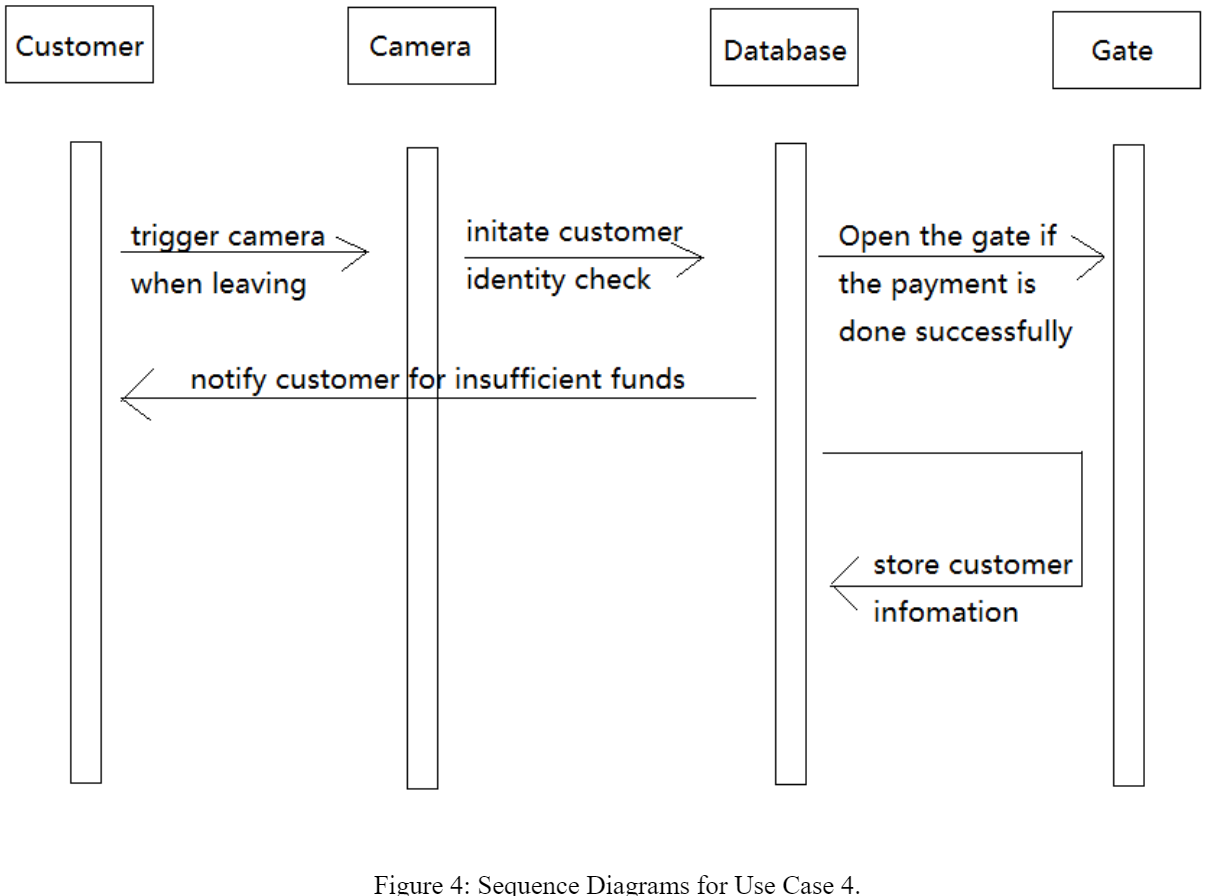 Customer
Camera
Database
Gate
trigger camera
when leaving
initate customer
identity check
Open the gate if
the payment is
done successfully
notify customer for insufficient funds
store customer
infomation
Figure 4: Sequence Diagrams for Use Case 4.